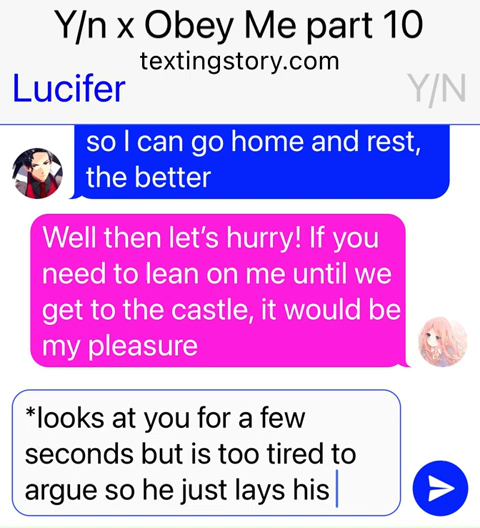 Y/n x Obey Me part 10
textingstory.com
Lucifer
Y/N
so I can go home and rest,
the better
Well then let’s hurry! If you
need to lean on me until we
get to the castle, it would be
my pleasure
*looks at you for a few
seconds but is too tired to
argue so he just lays his